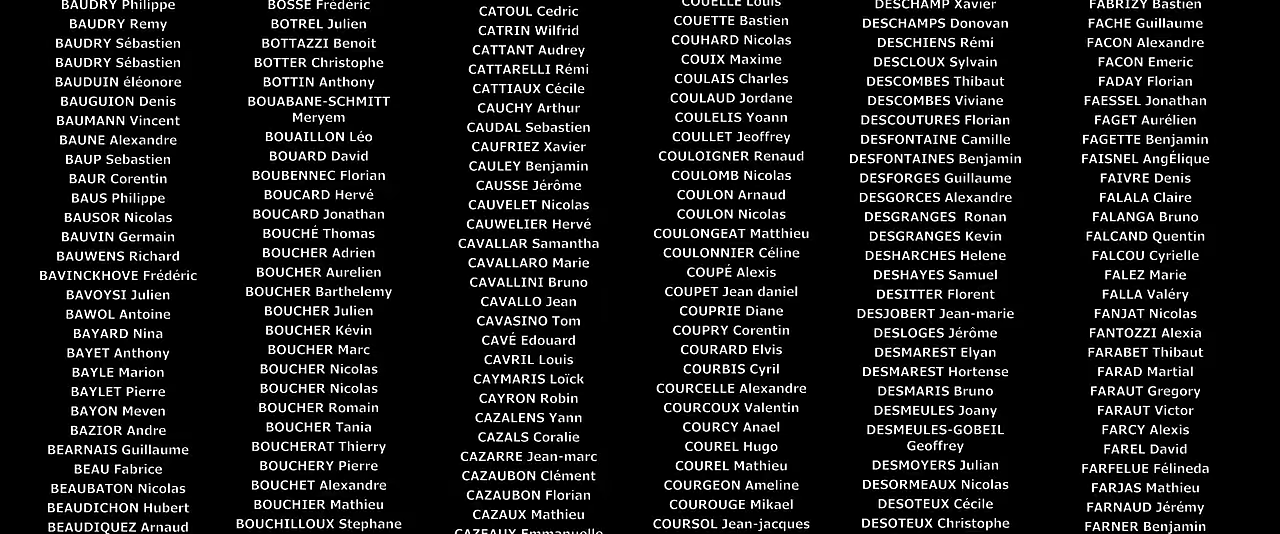 BAUDRY Philippe
BAUDRY Remy
BAUDRY Sébastien
BAUDRY Sébastien
BAUDUIN éléonore
BAUGUION Denis
BAUMANN Vincent
BAUNE Alexandre
BAUP Sebastien
BAUR Corentin
BAUS Philippe
BAUSOR Nicolas
BAUVIN Germain
BAUWENS Richard
BAVINCKHOVE Frédéric
BAVOYSI Julien
BAWOL Antoine
BAYARD Nina
BAYET Anthony
BAYLE Marion
BAYLET Pierre
BAYON Meven
BAZIOR Andre
BEARNAIS Guillaume
BEAU Fabrice
BEAUBATON Nicolas
BEAUDICHON Hubert
BEAUDIQUEZ Arnaud
BOSSE Frédéric
BOTREL Julien
BOTTAZZI Benoit
BOTTER Christophe
BOTTIN Anthony
BOUABANE-SCHMITT
Meryem
BOUAILLON Léo
BOUARD David
BOUBENNEC Florian
BOUCARD Hervé
BOUCARD Jonathan
BOUCHÉ Thomas
BOUCHER Adrien
BOUCHER Aurelien
BOUCHER Barthelemy
BOUCHER Julien
BOUCHER Kévin
BOUCHER Marc
BOUCHER Nicolas
BOUCHER Nicolas
BOUCHER Romain
BOUCHER Tania
BOUCHERAT Thierry
BOUCHERY Pierre
BOUCHET Alexandre
BOUCHIER Mathieu
BOUCHILLOUX Stephane
CATOUL Cedric
CATRIN Wilfrid
CATTANT Audrey
CATTARELLI Rémi
CATTIAUX Cécile
CAUCHY Arthur
CAUDAL Sebastien
CAUFRIEZ Xavier
CAULEY Benjamin
CAUSSE Jérôme
CAUVELET Nicolas
CAUWELIER Hervé
CAVALLAR Samantha
CAVALLARO Marie
CAVALLINI Bruno
CAVALLO Jean
CAVASINO Tom
CAVÉ Edouard
CAVRIL Louis
CAYMARIS Loïck
CAYRON Robin
CAZALENS Yann
CAZALS Coralie
CAZARRE Jean-marc
CAZAUBON Clément
CAZAUBON Florian
CAZAUX Mathieu
CAZEAUX Emmanuelle
COUELLE Louis
COUETTE Bastien
COUHARD Nicolas
COUIX Maxime
COULAIS Charles
COULAUD Jordane
COULELIS Yoann
COULLET Jeoffrey
COULOIGNER Renaud
COULOMB Nicolas
COULON Arnaud
COULON Nicolas
COULONGEAT Matthieu
COULONNIER Céline
COUPÉ Alexis
COUPET Jean daniel
COUPRIE Diane
COUPRY Corentin
COURARD Elvis
COURBIS Cyril
COURCELLE Alexandre
COURCOUX Valentin
COURCY Anael
COUREL Hugo
COUREL Mathieu
COURGEON Ameline
COUROUGE Mikael
COURSOL Jean-jacques
DESCHAMP Xavier
DESCHAMPS Donovan
DESCHIENS Rémi
DESCLOUX Sylvain
DESCOMBES Thibaut
DESCOMBES Viviane
DESCOUTURES Florian
DESFONTAINE Camille
DESFONTAINES Benjamin
DESFORGES Guillaume
DESGORCES Alexandre
DESGRANGES  Ronan
DESGRANGES Kevin
DESHARCHES Helene
DESHAYES Samuel
DESITTER Florent
DESJOBERT Jean-marie
DESLOGES Jérôme
DESMAREST Elyan
DESMAREST Hortense
DESMARIS Bruno
DESMEULES Joany
DESMEULES-GOBEIL
Geoffrey
DESMOYERS Julian
DESORMEAUX Nicolas
DESOTEUX Cécile
DESOTEUX Christophe
FABRIZY Bastien
FACHE Guillaume
FACON Alexandre
FACON Emeric
FADAY Florian
FAESSEL Jonathan
FAGET Aurélien
FAGETTE Benjamin
FAISNEL AngÉlique
FAIVRE Denis
FALALA Claire
FALANGA Bruno
FALCAND Quentin
FALCOU Cyrielle
FALEZ Marie
FALLA Valéry
FANJAT Nicolas
FANTOZZI Alexia
FARABET Thibaut
FARAD Martial
FARAUT Gregory
FARAUT Victor
FARCY Alexis
FAREL David
FARFELUE Félineda
FARJAS Mathieu
FARNAUD Jérémy
FARNER Benjamin